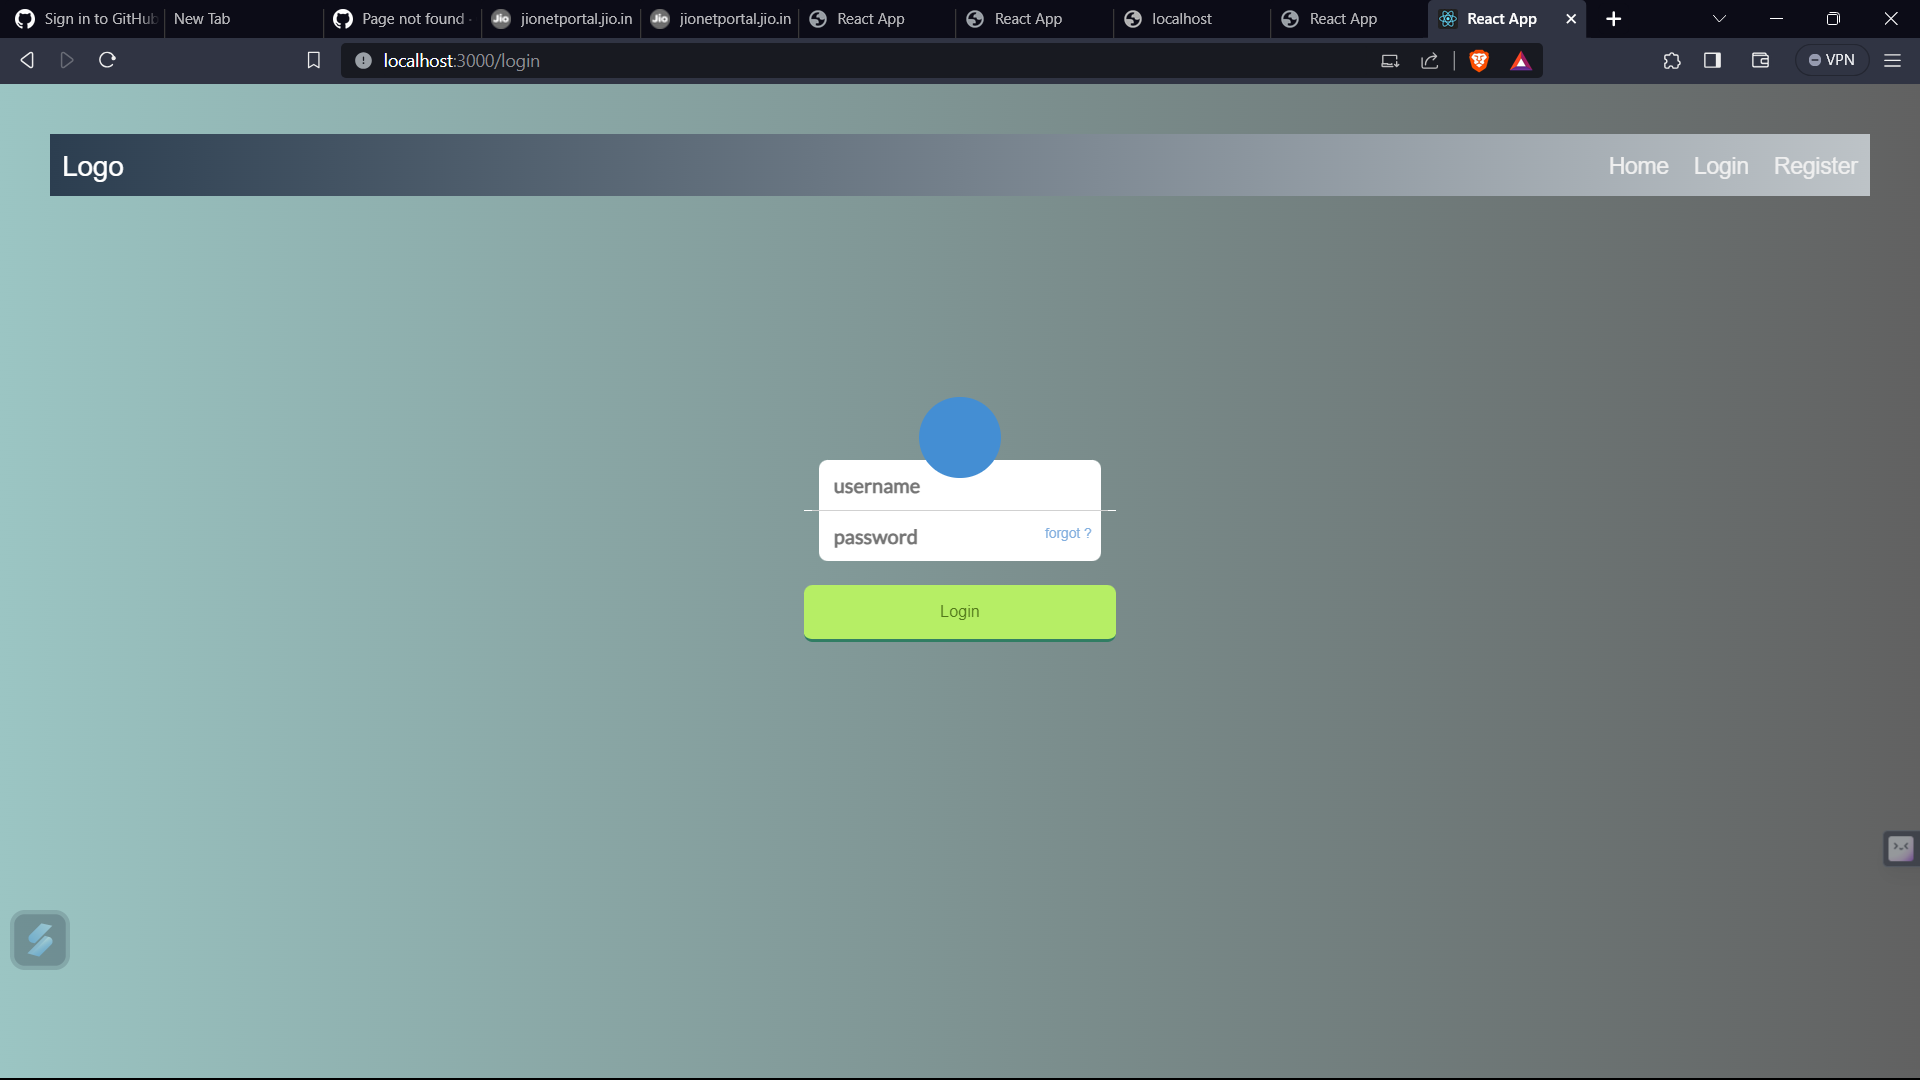 Sign in to GitHub New Tab Page not found · jionetportal.jio.in jionetportal.jio.in React App React App localhost React App React App
localhost:3000/login VPN
Logo Home Login Register
username
password forgot ?
Login